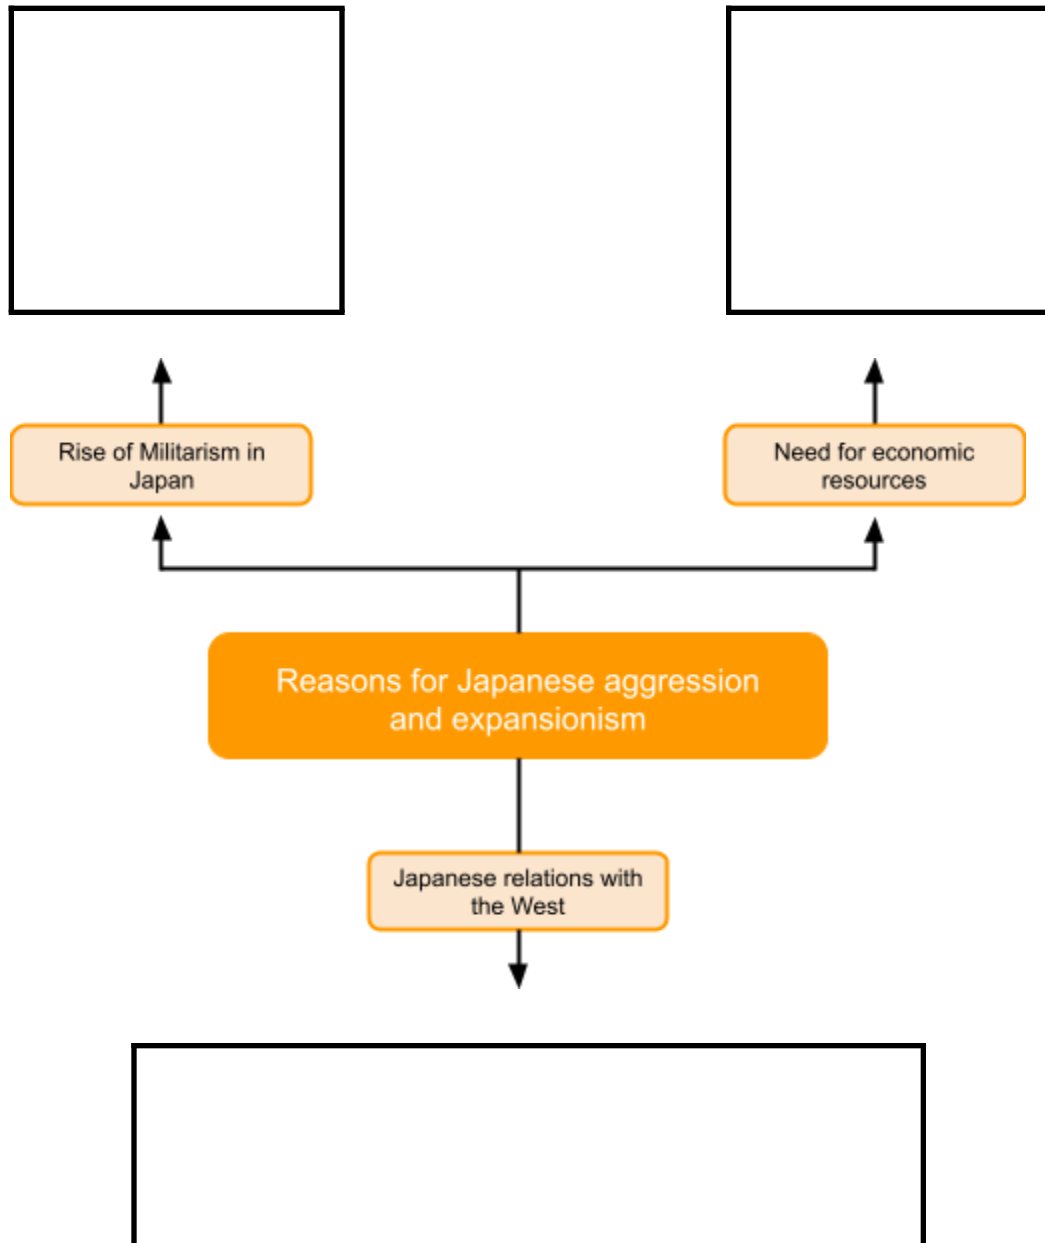 Rise of Militarism in
Japan
Need for economic
resources
Reasons for Japanese aggression
and expansionism
Japanese relations with
the West